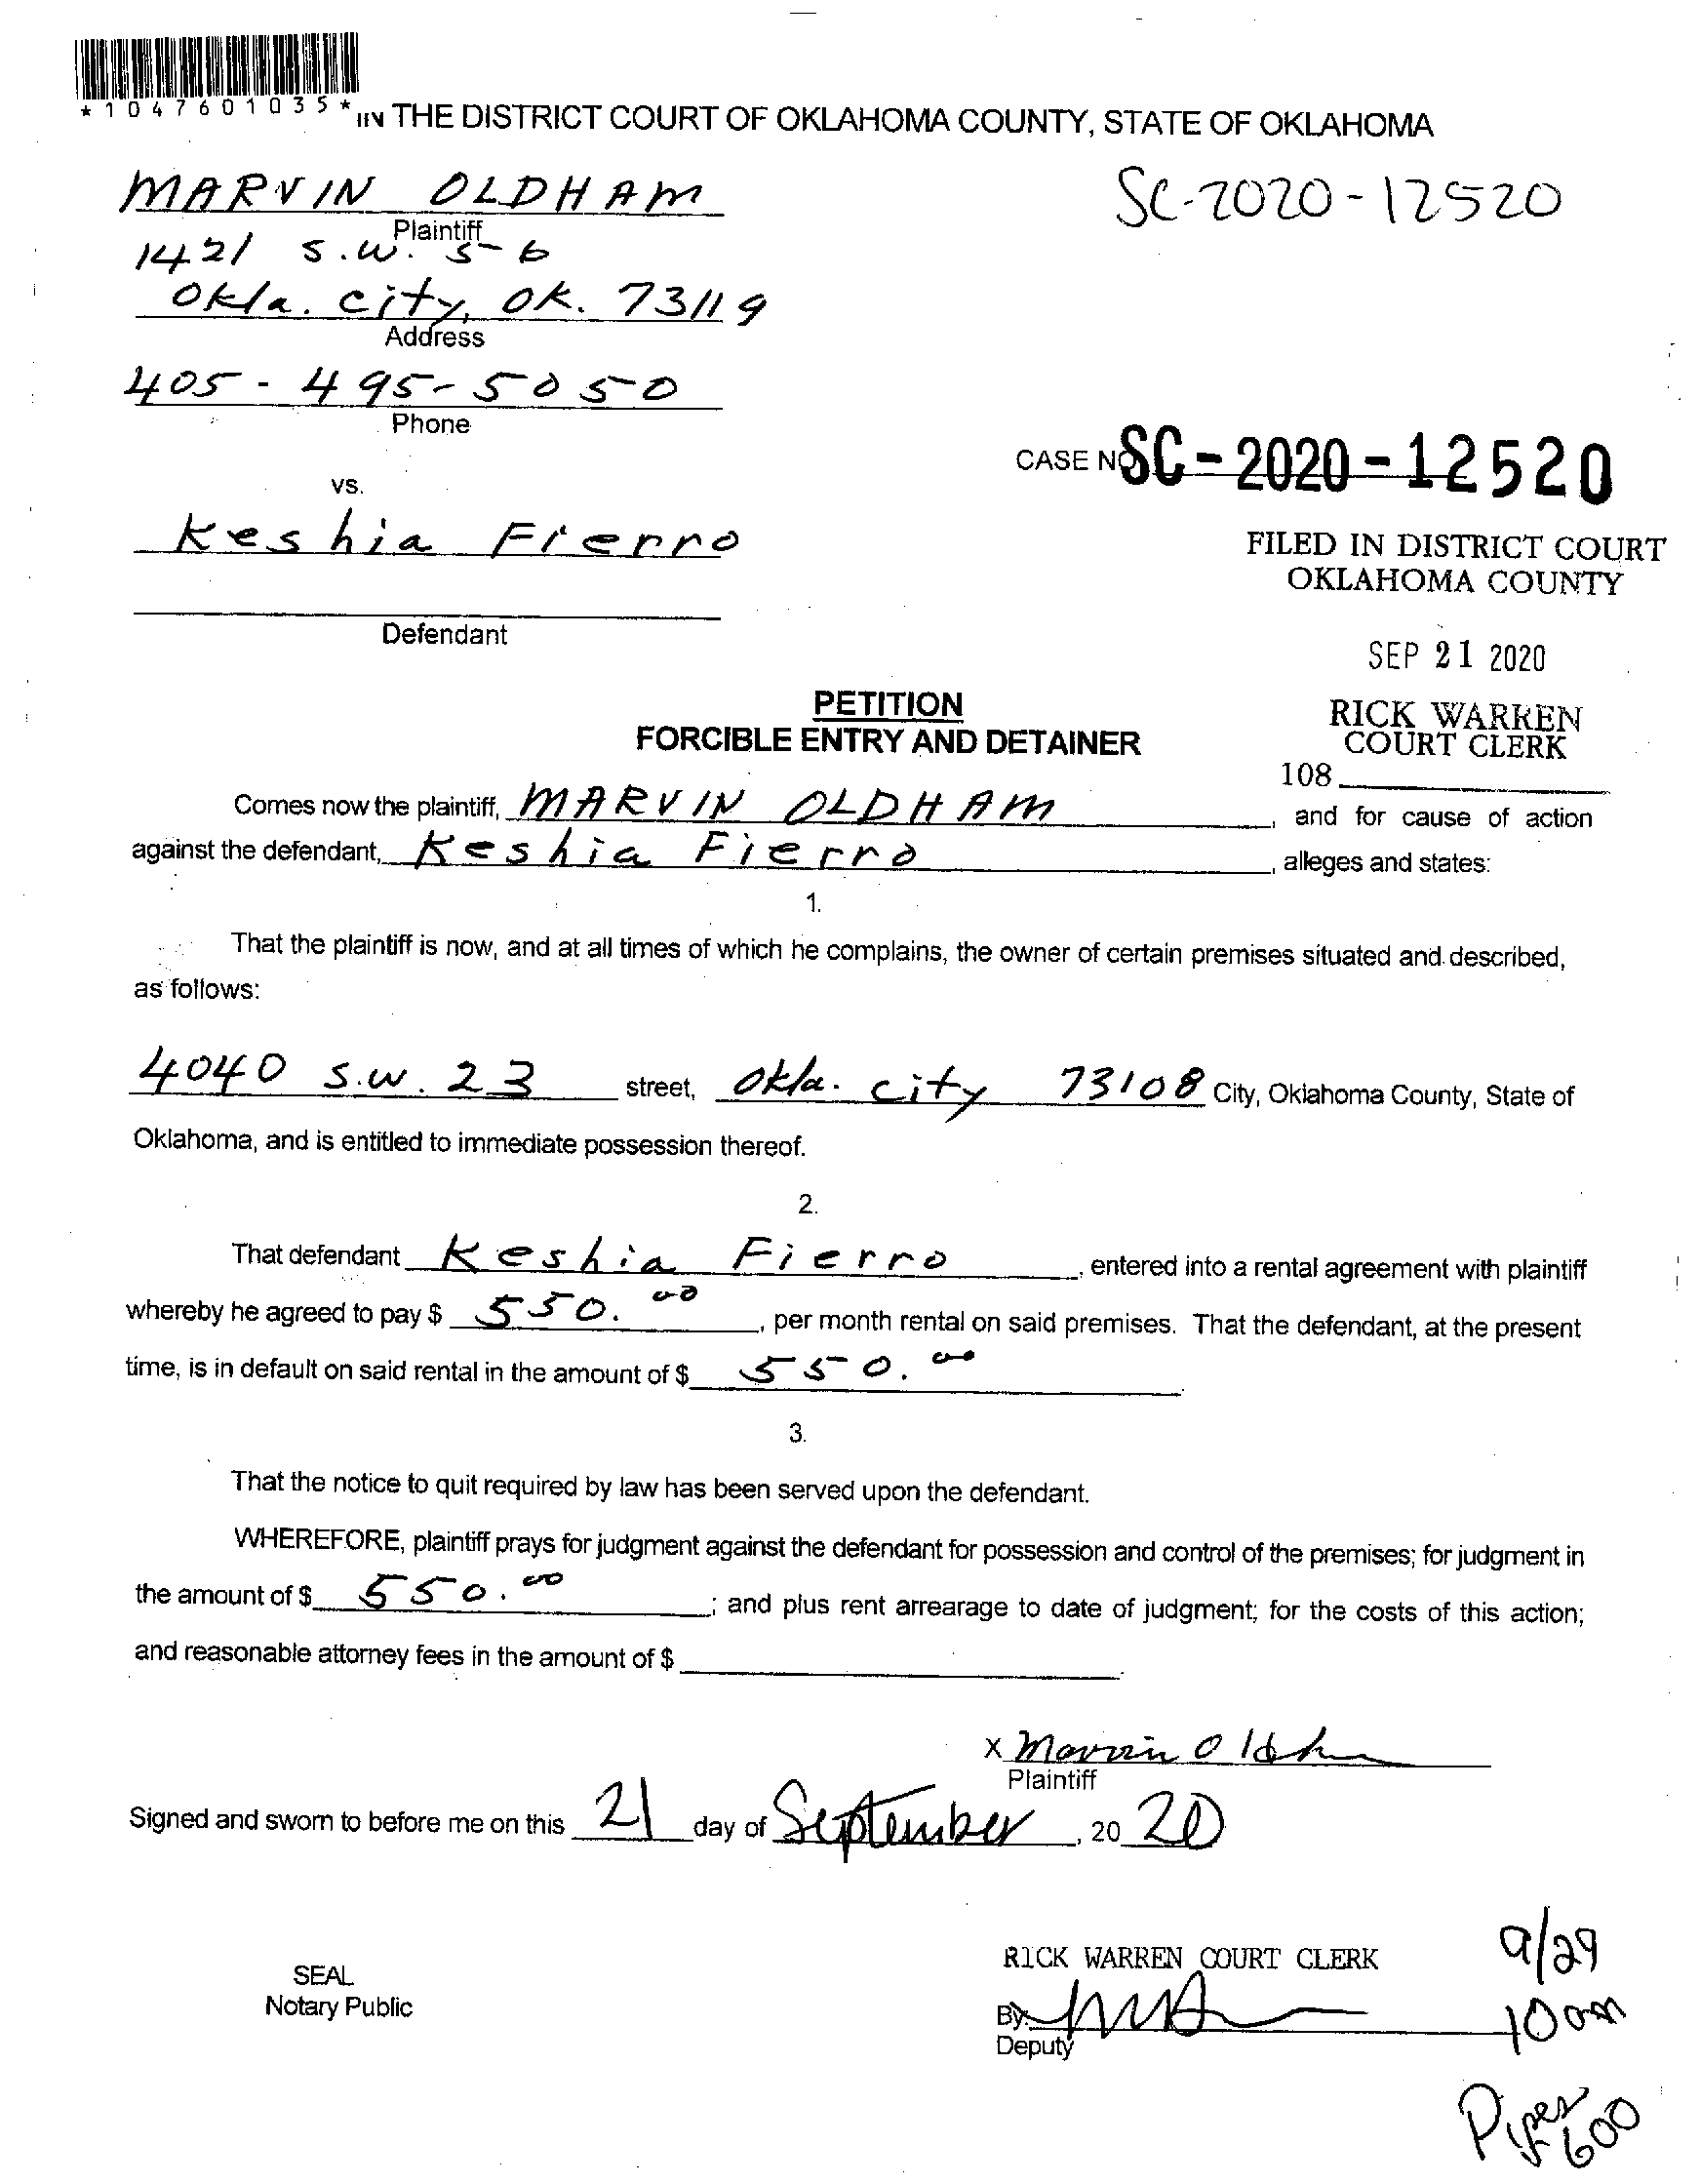 *1047601035*
IN THE DISTRICT COURT OF OKLAHOMA COUNTY, STATE OF OKLAHOMA
MARVIN OLDHAM
SC-2020-12520
Plaintiff
1421 S.W. 56
Okla. city, OK. 73119
Address
405-495-5050
Phone
CASE NO SC-2020-12520
vs.
Keshia Fierro
FILED IN DISTRICT COURT
OKLAHOMA COUNTY
Defendant
SEP 21 2020
PETITION
FORCIBLE ENTRY AND DETAINER
RICK WARREN
COURT CLERK
108
Comes now the plaintiff, MARVIN OLDHAM, and for cause of action
against the defendant, Keshia Fierro, alleges and states:
1.
That the plaintiff is now, and at all times of which he complains, the owner of certain premises situated and described,
as follows:
4040 S.W. 23 street, Okla. city 73108 City, Oklahoma County, State of
Oklahoma, and is entitled to immediate possession thereof.
2.
That defendant Keshia Fierro, entered into a rental agreement with plaintiff
whereby he agreed to pay $ 550.00, per month rental on said premises. That the defendant, at the present
time, is in default on said rental in the amount of $ 550.00
3.
That the notice to quit required by law has been served upon the defendant.
WHEREFORE, plaintiff prays for judgment against the defendant for possession and control of the premises; for judgment in
the amount of $ 550.00; and plus rent arrearage to date of judgment; for the costs of this action;
and reasonable attorney fees in the amount of $
X Marvin Oldham
Plaintiff
Signed and sworn to before me on this 21 day of September, 2020
RICK WARREN COURT CLERK
9/29
SEAL
Notary Public
By:
10 am
Deputy
600